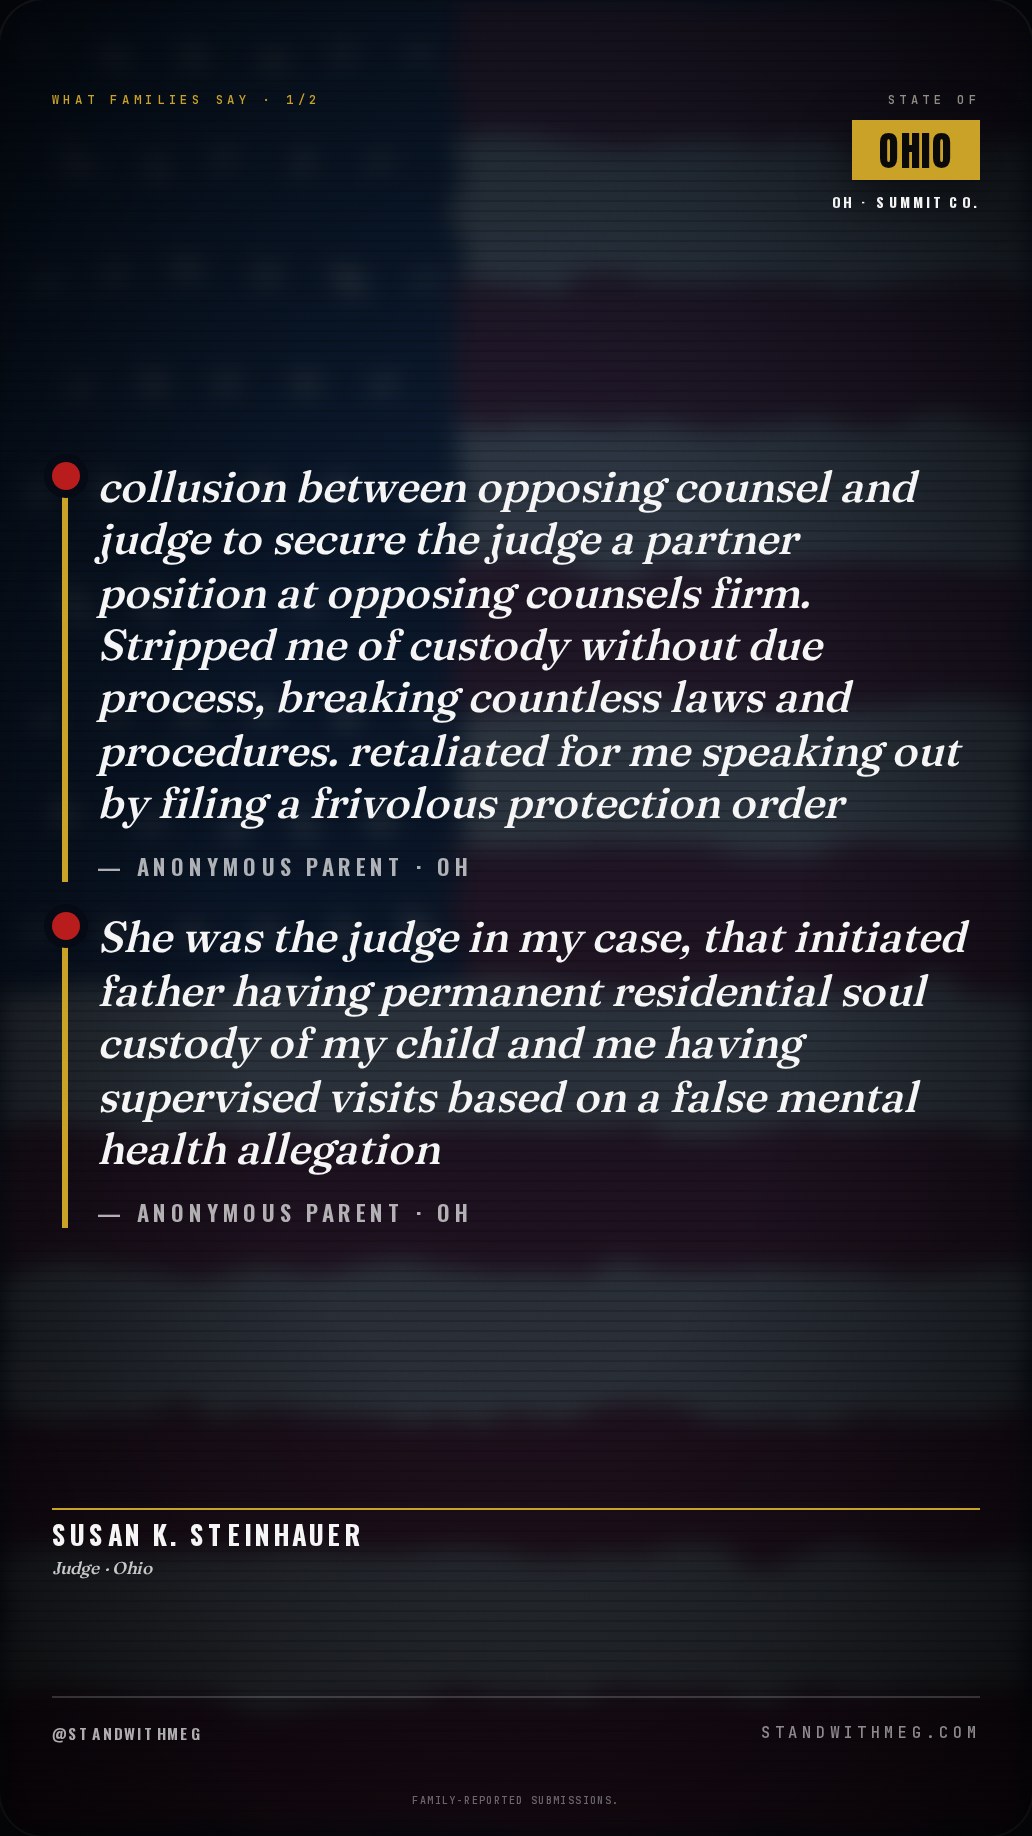 WHAT FAMILIES SAY · 1/2
STATE OF
OHIO
OH · SUMMIT CO.
collusion between opposing counsel and
judge to secure the judge a partner
position at opposing counsels firm.
Stripped me of custody without due
process, breaking countless laws and
procedures. retaliated for me speaking out
by filing a frivolous protection order
— ANONYMOUS PARENT · OH
She was the judge in my case, that initiated
father having permanent residential soul
custody of my child and me having
supervised visits based on a false mental
health allegation
— ANONYMOUS PARENT · OH
SUSAN K. STEINHAUER
Judge · Ohio
@STANDWITHMEG
STANDWITHMEG.COM
FAMILY-REPORTED SUBMISSIONS.